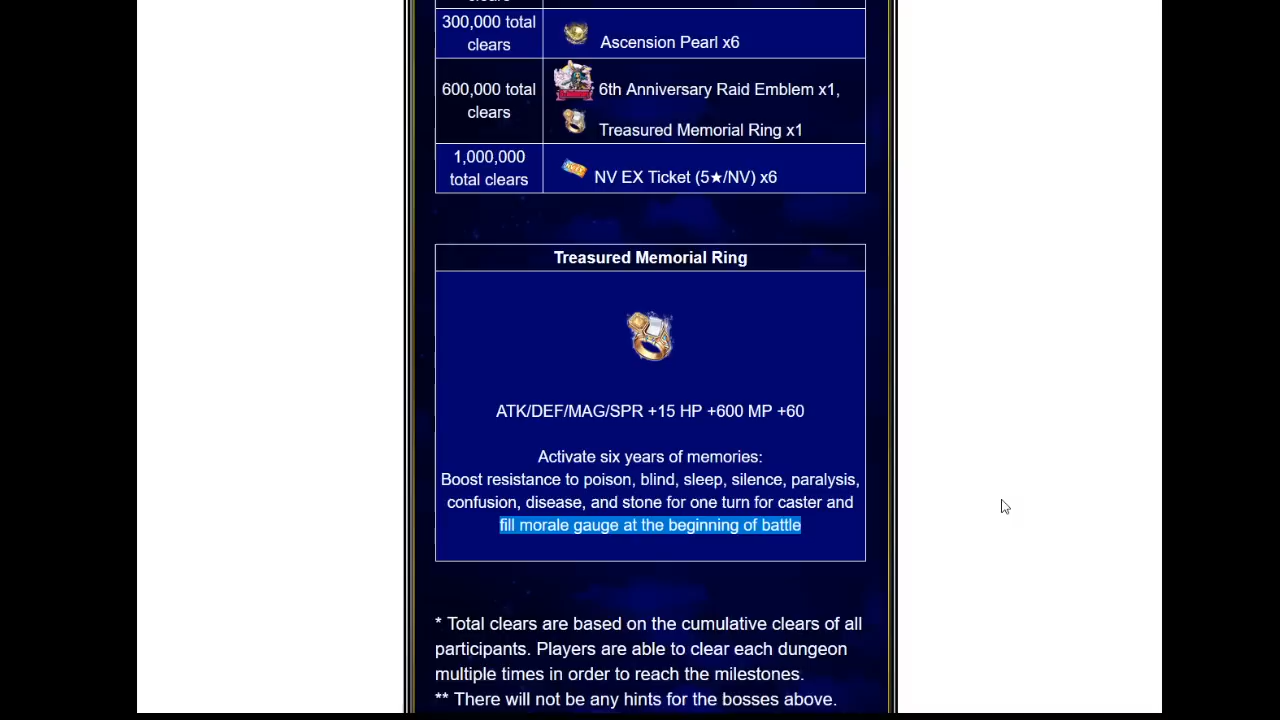 300,000 total
clears
Ascension Pearl x6
600,000 total
clears
6th Anniversary Raid Emblem x1,
Treasured Memorial Ring x1
1,000,000
total clears
NV EX Ticket (5★/NV) x6
Treasured Memorial Ring
ATK/DEF/MAG/SPR +15 HP +600 MP +60
Activate six years of memories:
Boost resistance to poison, blind, sleep, silence, paralysis,
confusion, disease, and stone for one turn for caster and
fill morale gauge at the beginning of battle
* Total clears are based on the cumulative clears of all
participants. Players are able to clear each dungeon
multiple times in order to reach the milestones.
** There will not be any hints for the bosses above.